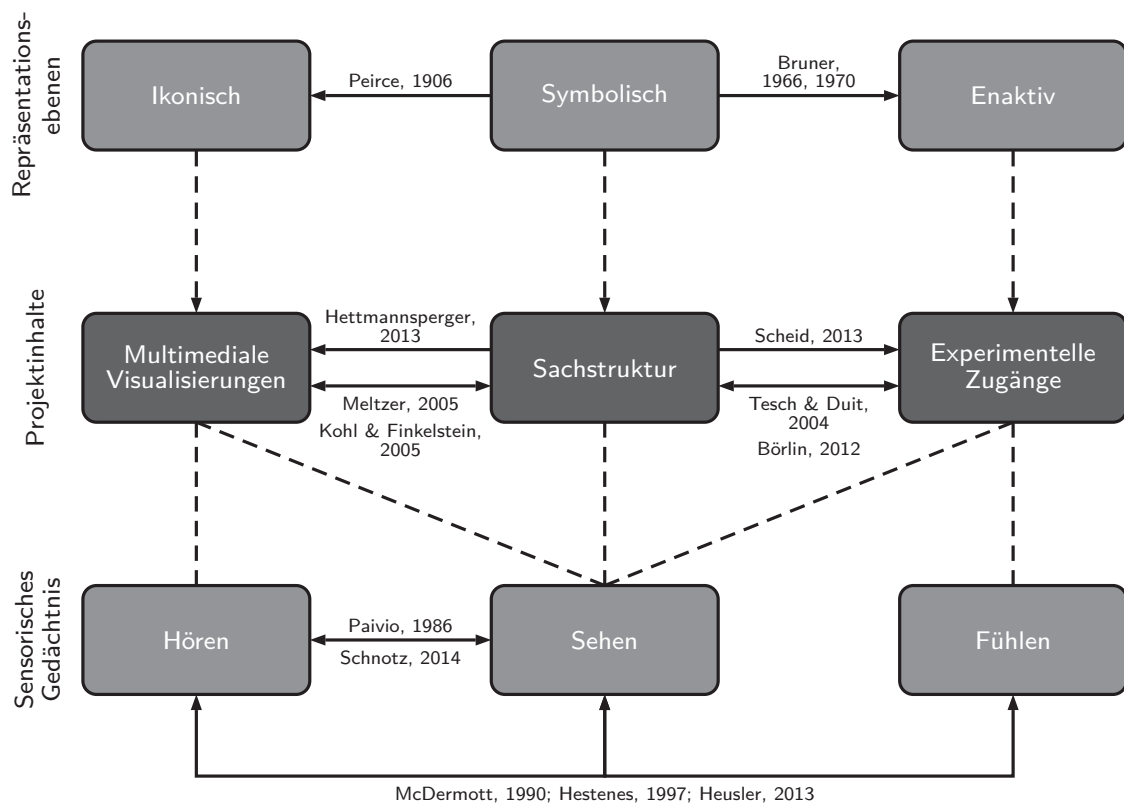 Repräsentations-
ebenen
Ikonisch
Peirce, 1906
Symbolisch
Bruner,
1966, 1970
Enaktiv
Projektinhalte
Multimediale
Visualisierungen
Hettmannsperger,
2013
Meltzer, 2005
Kohl & Finkelstein,
2005
Sachstruktur
Scheid, 2013
Tesch & Duit,
2004
Börlin, 2012
Experimentelle
Zugänge
Sensorisches
Gedächtnis
Hören
Paivio, 1986
Schnotz, 2014
Sehen
Fühlen
McDermott, 1990; Hestenes, 1997; Heusler, 2013